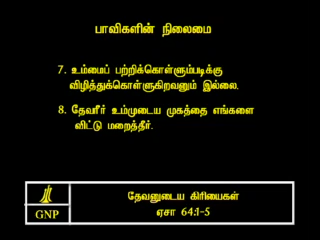 பாவிகளின் நிலைமை
7. உம்மைப் பற்றிக்கொள்ளும்படிக்கு
விழித்துக்கொள்ளுகிறவனும் இல்லை.
8. தேவரீர் உம்முடைய முகத்தை எங்களை
விட்டு மறைத்தீர்.
GNP
தேவனுடைய கிரியைகள்
ஏசா 64:1-5